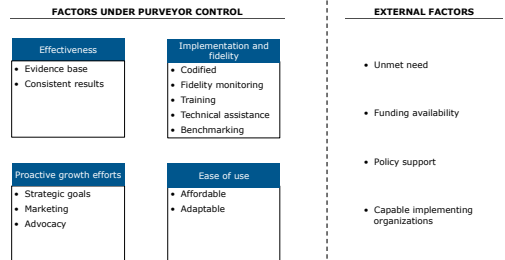 FACTORS UNDER PURVEYOR CONTROL
Effectiveness
• Evidence base
• Consistent results
Implementation and
fidelity
• Codified
• Fidelity monitoring
• Training
• Technical assistance
• Benchmarking
Proactive growth efforts
• Strategic goals
• Marketing
• Advocacy
Ease of use
• Affordable
• Adaptable
EXTERNAL FACTORS
• Unmet need
• Funding availability
• Policy support
• Capable implementing
organizations